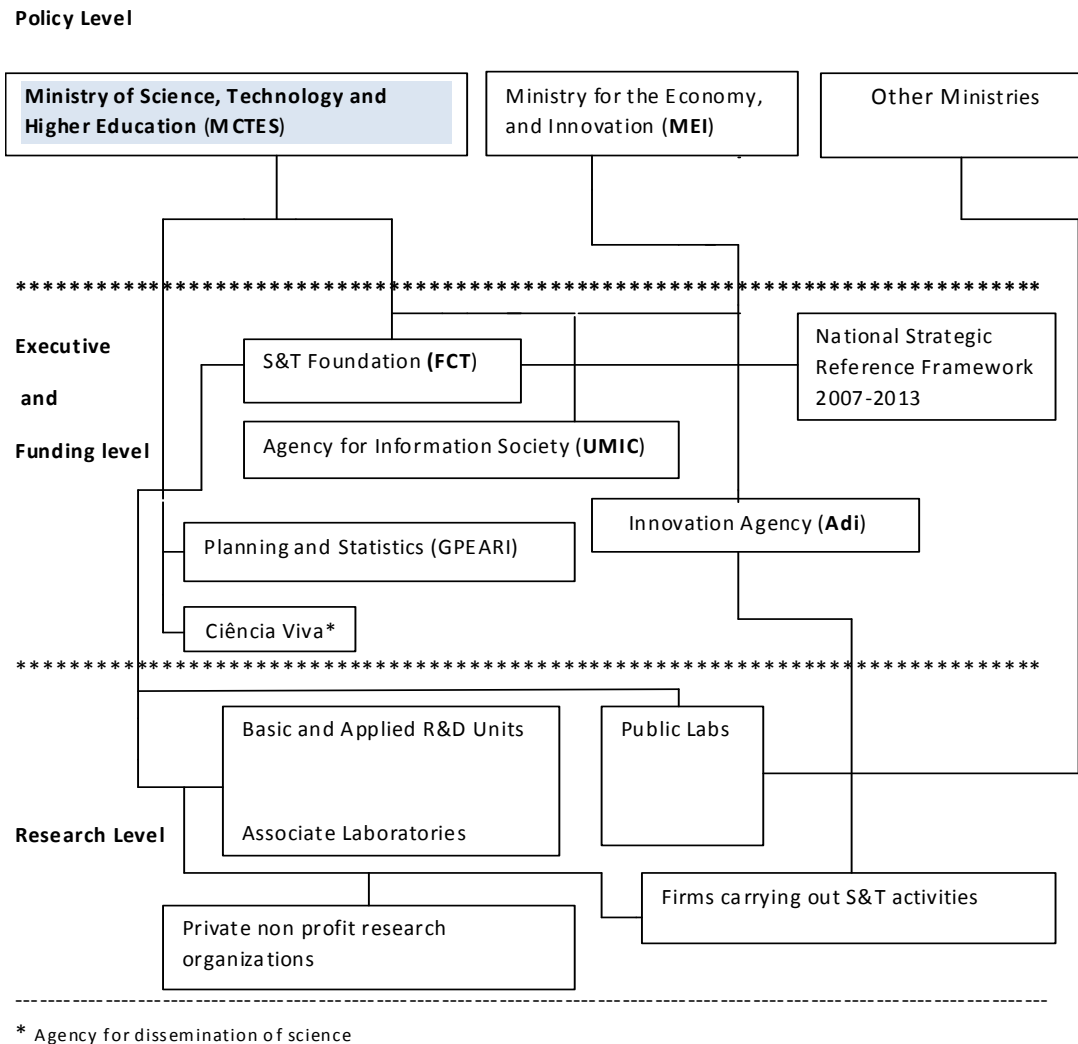 Policy Level
Ministry of Science, Technology and
Higher Education (MCTES)
Ministry for the Economy,
and Innovation (MEI)
Other Ministries
********************************************************************************
Executive
and
Funding level
S&T Foundation (FCT)
National Strategic
Reference Framework
2007-2013
Agency for Information Society (UMIC)
Innovation Agency (Adi)
Planning and Statistics (GPEARI)
Ciência Viva*
********************************************************************************
Research Level
Basic and Applied R&D Units
Associate Laboratories
Public Labs
Firms carrying out S&T activities
Private non profit research
organizations
--------------------------------------------------------------------------------
* Agency for dissemination of science